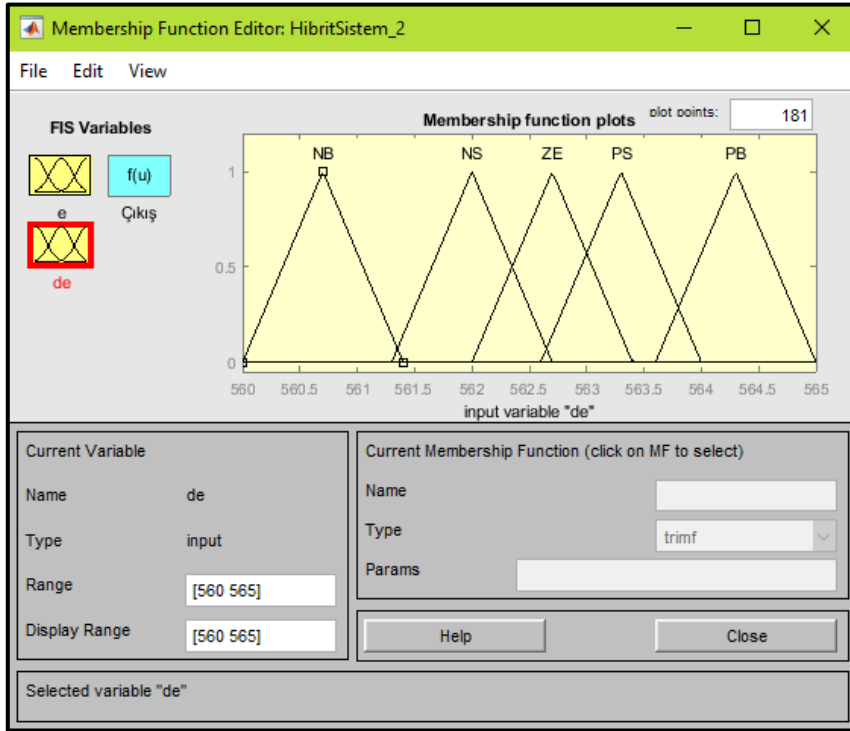 Membership Function Editor: HibritSistem_2
File Edit View
FIS Variables
f(u)
e
Çıkış
de
Membership function plots
plot points:
181
NB NS ZE PS PB
1
0.5
0
560 560.5 561 561.5 562 562.5 563 563.5 564 564.5 565
input variable "de"
Current Variable
Name de
Type input
Range [560 565]
Display Range [560 565]
Current Membership Function (click on MF to select)
Name
Type trimf
Params
Help Close
Selected variable "de"